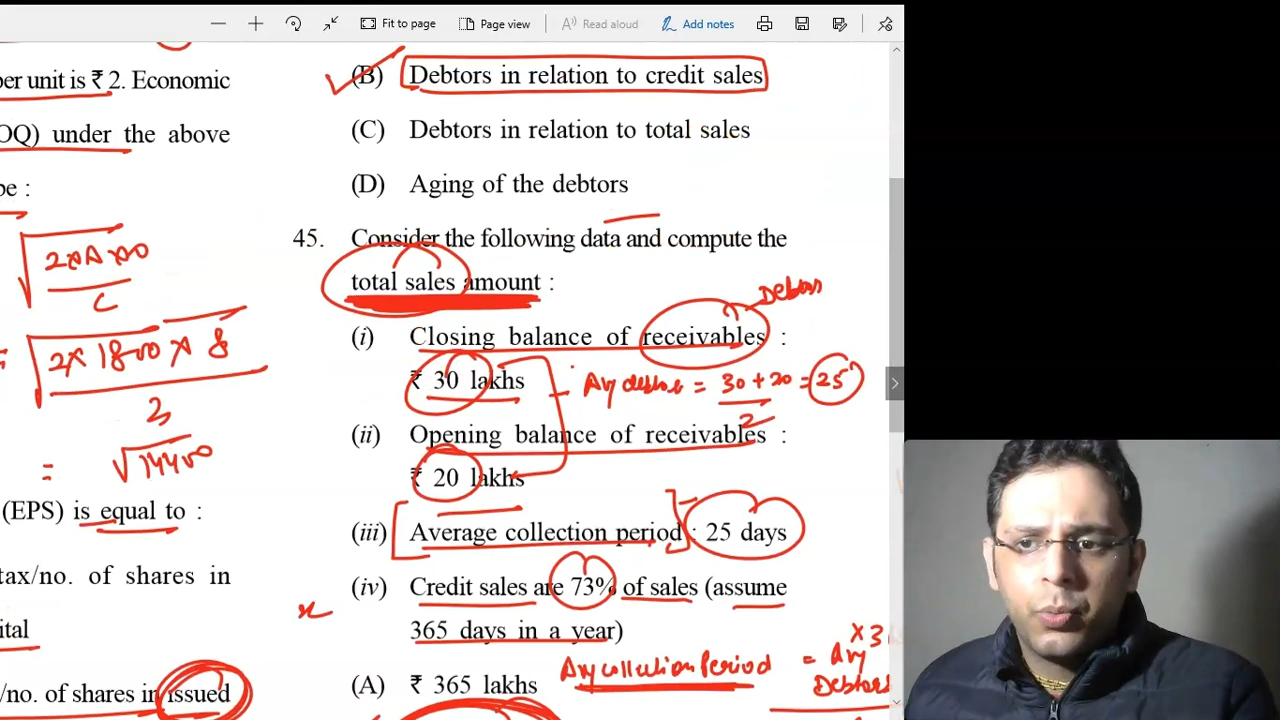 Fit to page
Page view
Read aloud
Add notes
per unit is ₹ 2. Economic
OQ) under the above
be :
2×A×O
C
= 2× 1800 × 8
2
= √14400
(EPS) is equal to :
tax/no. of shares in
ital
/no. of shares in issued
(B) Debtors in relation to credit sales
(C) Debtors in relation to total sales
(D) Aging of the debtors
45. Consider the following data and compute the
total sales amount :
Debtors
(i) Closing balance of receivables :
₹ 30 lakhs
Avg debtors = 30 + 20 = 25
2
(ii) Opening balance of receivables :
₹ 20 lakhs
(iii) Average collection period : 25 days
(iv) Credit sales are 73% of sales (assume
x
365 days in a year)
(A) ₹ 365 lakhs
Avg collection Period = Avg Debtors
×3